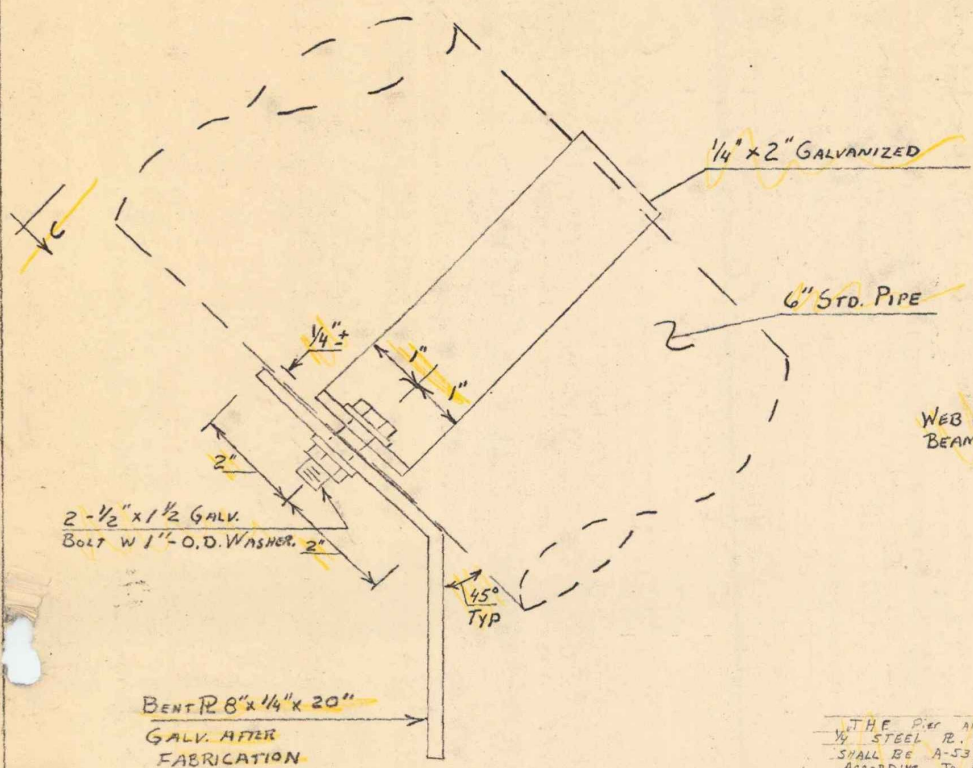 1/4" x 2" GALVANIZED
6" STD. PIPE
1/4"±
1"
1"
WEB
BEAM
2"
2 - 1/2" x 1 1/2 GALV.
BOLT W 1"-O.D. WASHER.
2"
45°
TYP
BENT PL 8" x 1/4" x 20"
GALV. AFTER
FABRICATION
THE Pier
1/4 STEEL PL.
SHALL BE A-53
ACCORDING TO